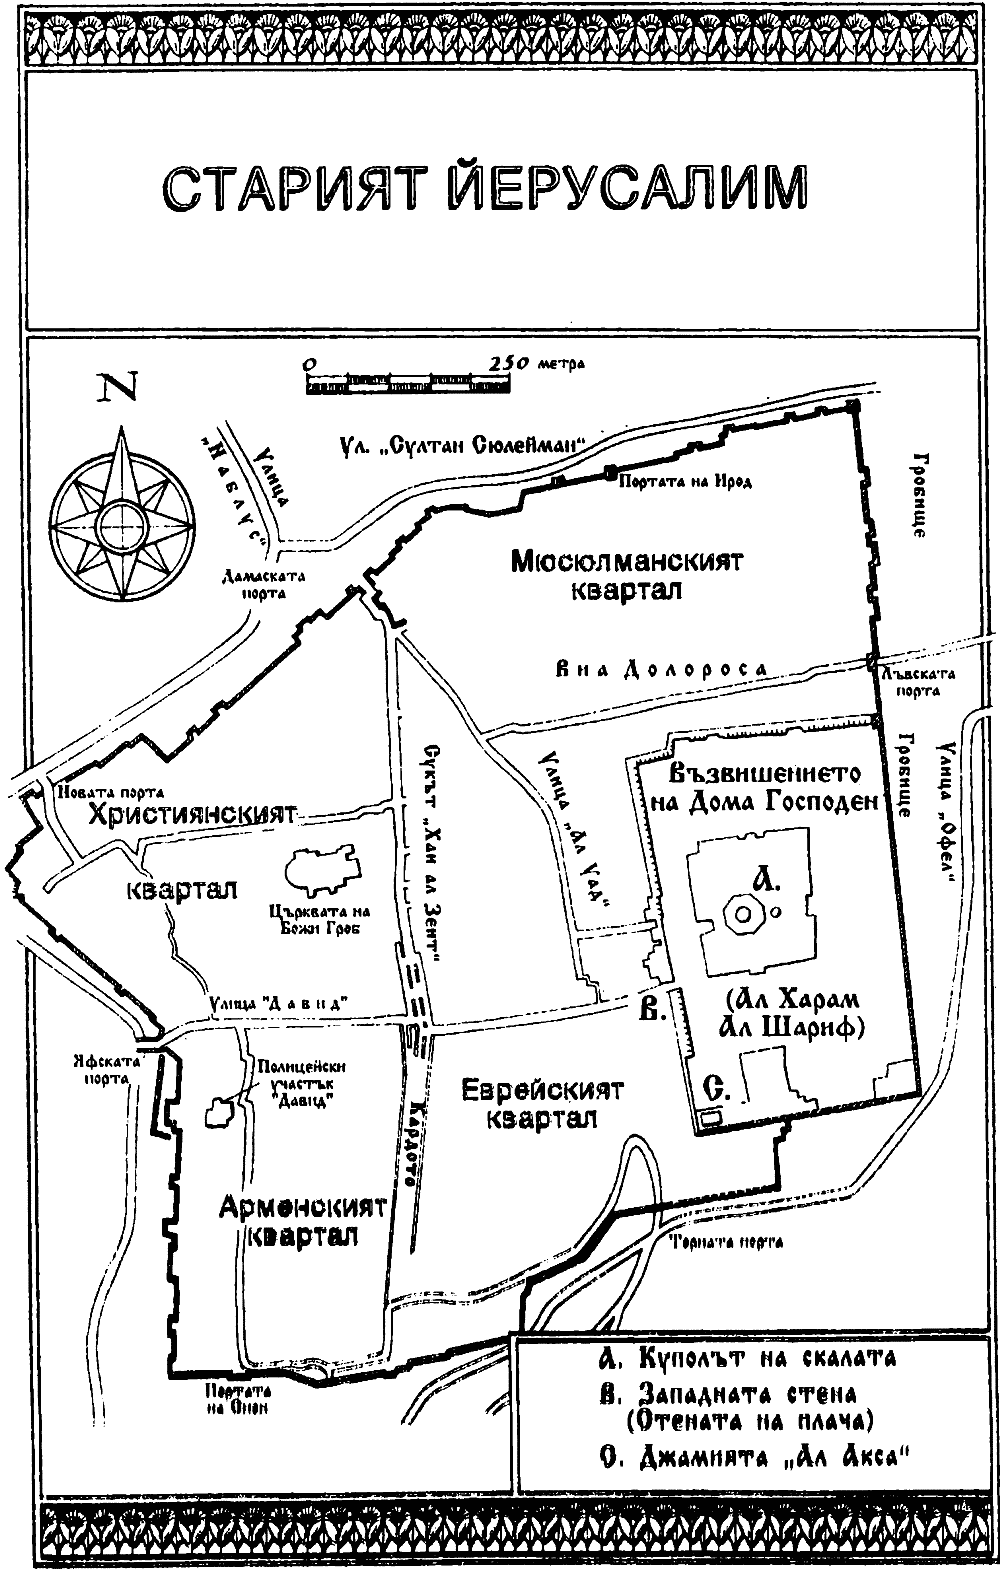 СТАРИЯТ ЙЕРУСАЛИМ
N
0 250 метра
ул. „Султан Сюлейман“
улица
„Наблус“
Портата на Ирод
Гробище
Дамаската
порта
Мюсюлманският
квартал
Виа Долороса
Лъвската
порта
Новата порта
Християнският
квартал
Сукът „Хан ал Зеит“
улица „Ал Уад“
Възвишението
на Дома Господен
Гробище
улица „Офел“
А.
Църквата на
Божи Гроб
улица "Давид"
В.
(Ал Харам
Ал Шариф)
Яфската
порта
Полицейски
участък
"Давид"
Кардото
Еврейският
квартал
С.
Арменският
квартал
Торната порта
Портата
на Сион
А. Куполът на скалата
В. Западната стена
(Стената на плача)
С. Джамията „Ал Акса“